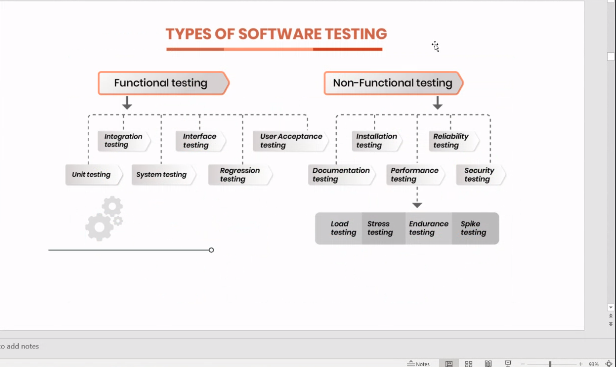 TYPES OF SOFTWARE TESTING
Functional testing
Non-Functional testing
Integration
testing
Interface
testing
User Acceptance
testing
Installation
testing
Reliability
testing
Unit testing
System testing
Regression
testing
Documentation
testing
Performance
testing
Security
testing
Load
testing
Stress
testing
Endurance
testing
Spike
testing
to add notes
Notes